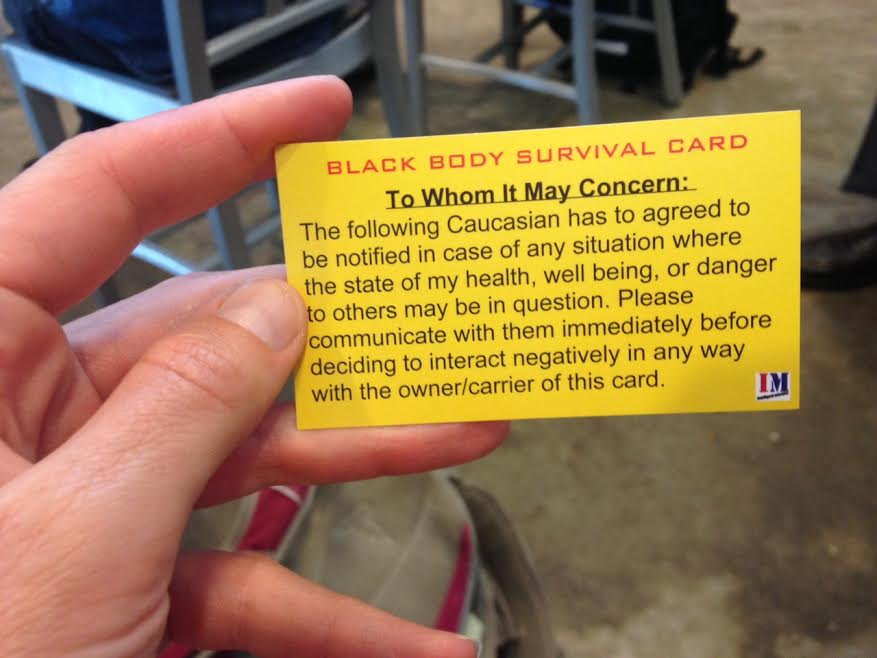 BLACK BODY SURVIVAL CARD
To Whom It May Concern:
The following Caucasian has to agreed to
be notified in case of any situation where
the state of my health, well being, or danger
to others may be in question. Please
communicate with them immediately before
deciding to interact negatively in any way
with the owner/carrier of this card.
IM